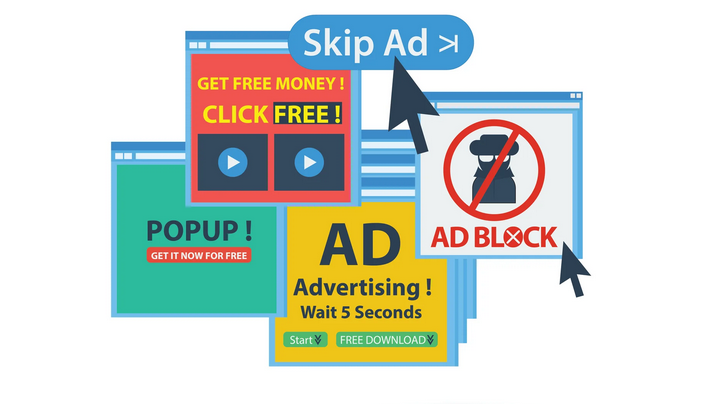 Skip Ad
GET FREE MONEY !
CLICK FREE !
POPUP !
GET IT NOW FOR FREE
AD
Advertising !
Wait 5 Seconds
Start
FREE DOWNLOAD
AD BLOCK